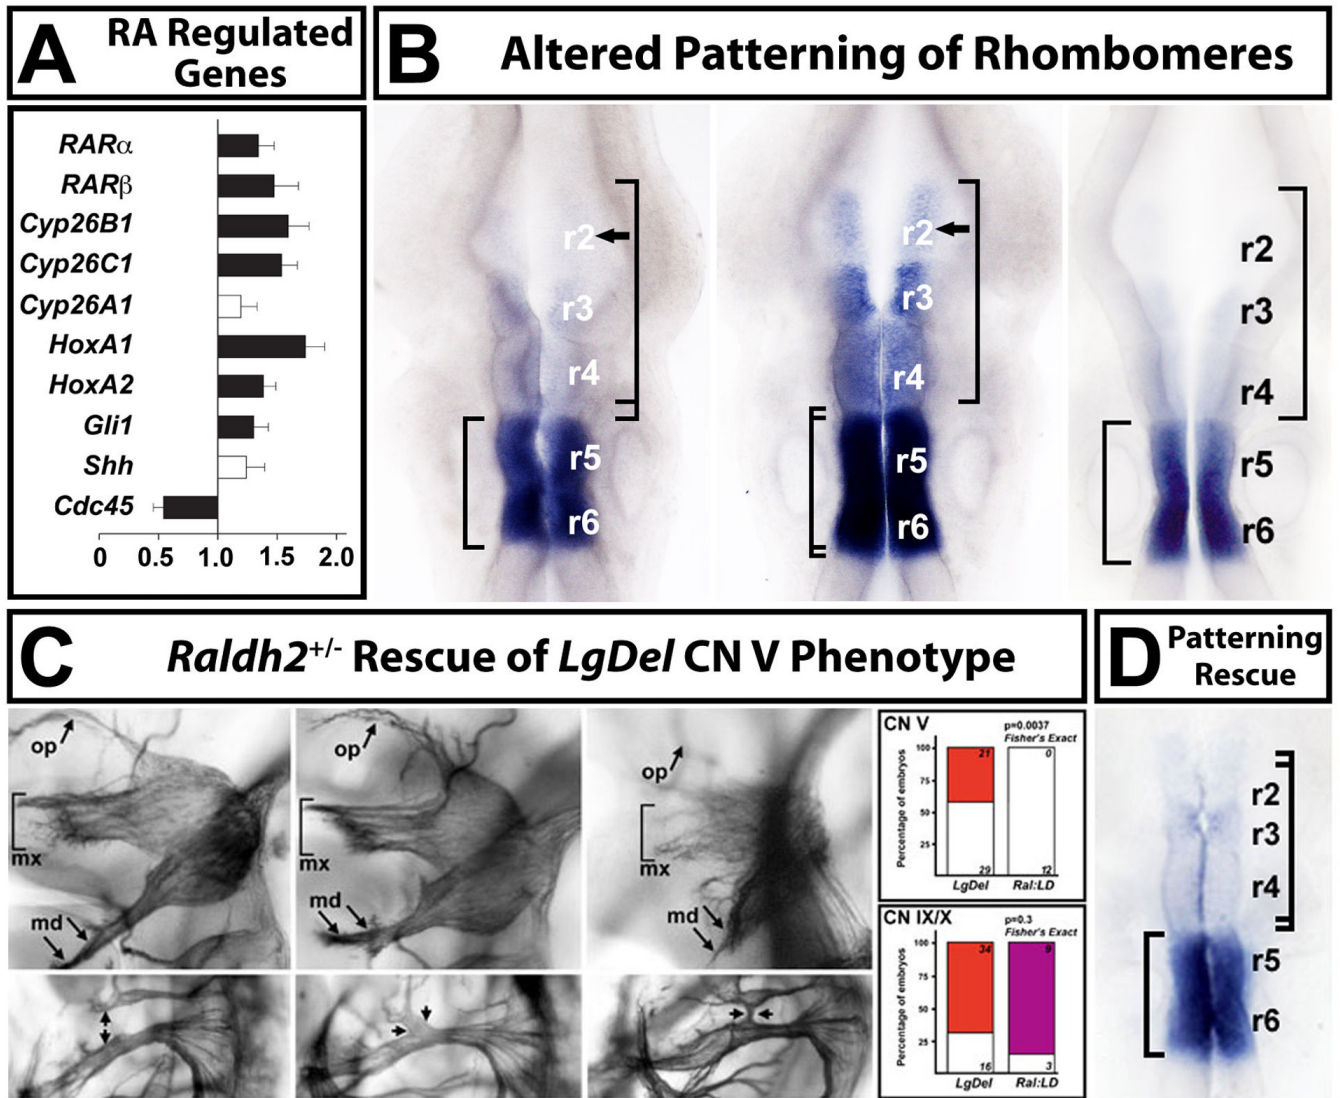 A
RA Regulated
Genes
RARα
RARβ
Cyp26B1
Cyp26C1
Cyp26A1
HoxA1
HoxA2
Gli1
Shh
Cdc45
0 0.5 1.0 1.5 2.0
B
Altered Patterning of Rhombomeres
r2
r3
r4
r5
r6
r2
r3
r4
r5
r6
r2
r3
r4
r5
r6
C
Raldh2+/- Rescue of LgDel CN V Phenotype
op
mx
md
op
mx
md
op
mx
md
CN V
p=0.0037
Fisher's Exact
Percentage of embryos
100
75
50
25
21
0
29
12
LgDel
Ral:LD
CN IX/X
p=0.3
Fisher's Exact
Percentage of embryos
100
75
50
25
34
9
16
3
LgDel
Ral:LD
D
Patterning
Rescue
r2
r3
r4
r5
r6